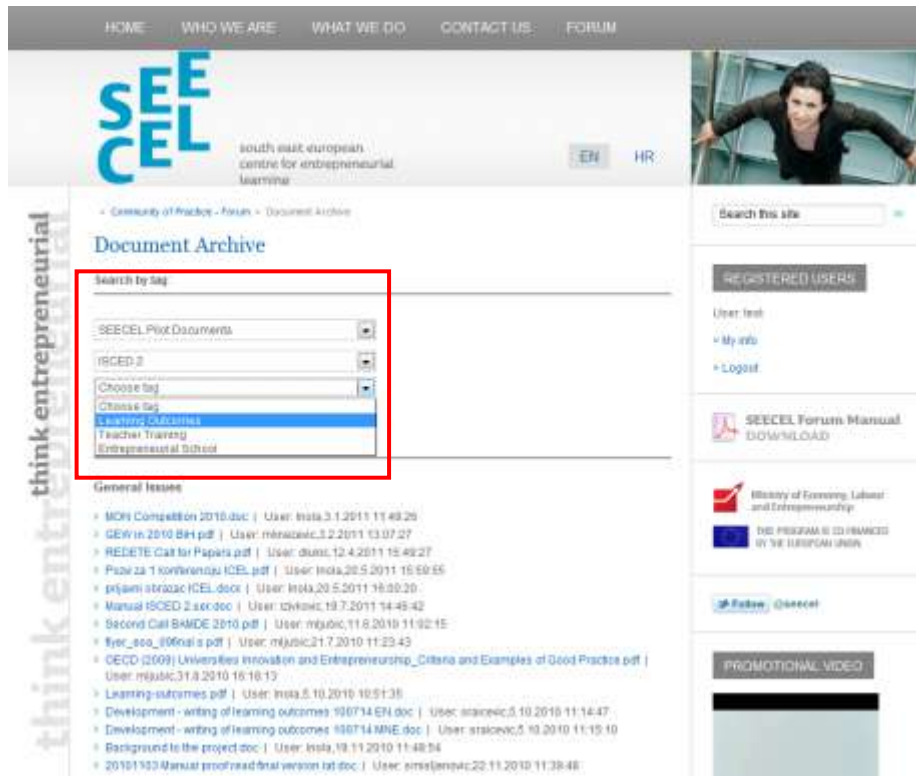 HOME WHO WE ARE WHAT WE DO CONTACT US FORUM
SEE
CEL
south east european
centre for entrepreneurial
learning
EN HR
think entrepreneurial
think entrepreneurial
» Community of Practice - Forum » Document Archive
Document Archive
Search by tag:
SEECEL Pilot Documents
ISCED 2
Choose tag
Choose tag
Learning Outcomes
Teacher Training
Entrepreneurial School
General Issues
MON Competition 2010.doc | User: lnola,3.1.2011 11:49:26
GEW in 2010 BiH.pdf | User: 3.2.2011 13:07:27
REDETE Call for Papers.pdf | User: 12.4.2011 15:49:27
Poziv za 1 konferenciju ICEL.pdf | User: lnola,20.5.2011 15:59:55
prijavni obrazac ICEL.docx | User: lnola,20.5.2011 16:00:20
Manual ISCED 2.ser.doc | User: izivkovic,19.7.2011 14:45:42
Second Call BAMDE 2010.pdf | User: mljubic,11.8.2010 11:02:15
User: mljubic,21.7.2010 11:23:43
OECD (2009) Universities Innovation and Entrepreneurship_Criteria and Examples of Good Practice.pdf |
User: mljubic,31.8.2010 16:18:13
Learning-outcomes.pdf | User: lnola,5.10.2010 10:51:35
Development - writing of learning outcomes 100714 EN.doc | User: sraicevic,5.10.2010 11:14:47
Development - writing of learning outcomes 100714 MNE.doc | User: sraicevic,5.10.2010 11:15:10
Background to the project.doc | User: lnola,19.11.2010 11:48:54
20101103 Manual proof read final version lat.doc | User: 22.11.2010 11:39:48
Search this site
REGISTERED USERS
User: test
» My info
» Logout
SEECEL Forum Manual
DOWNLOAD
Ministry of Economy, Labour
and Entrepreneurship
THIS PROGRAM IS CO-FINANCED
BY THE EUROPEAN UNION
Follow @seecel
PROMOTIONAL VIDEO